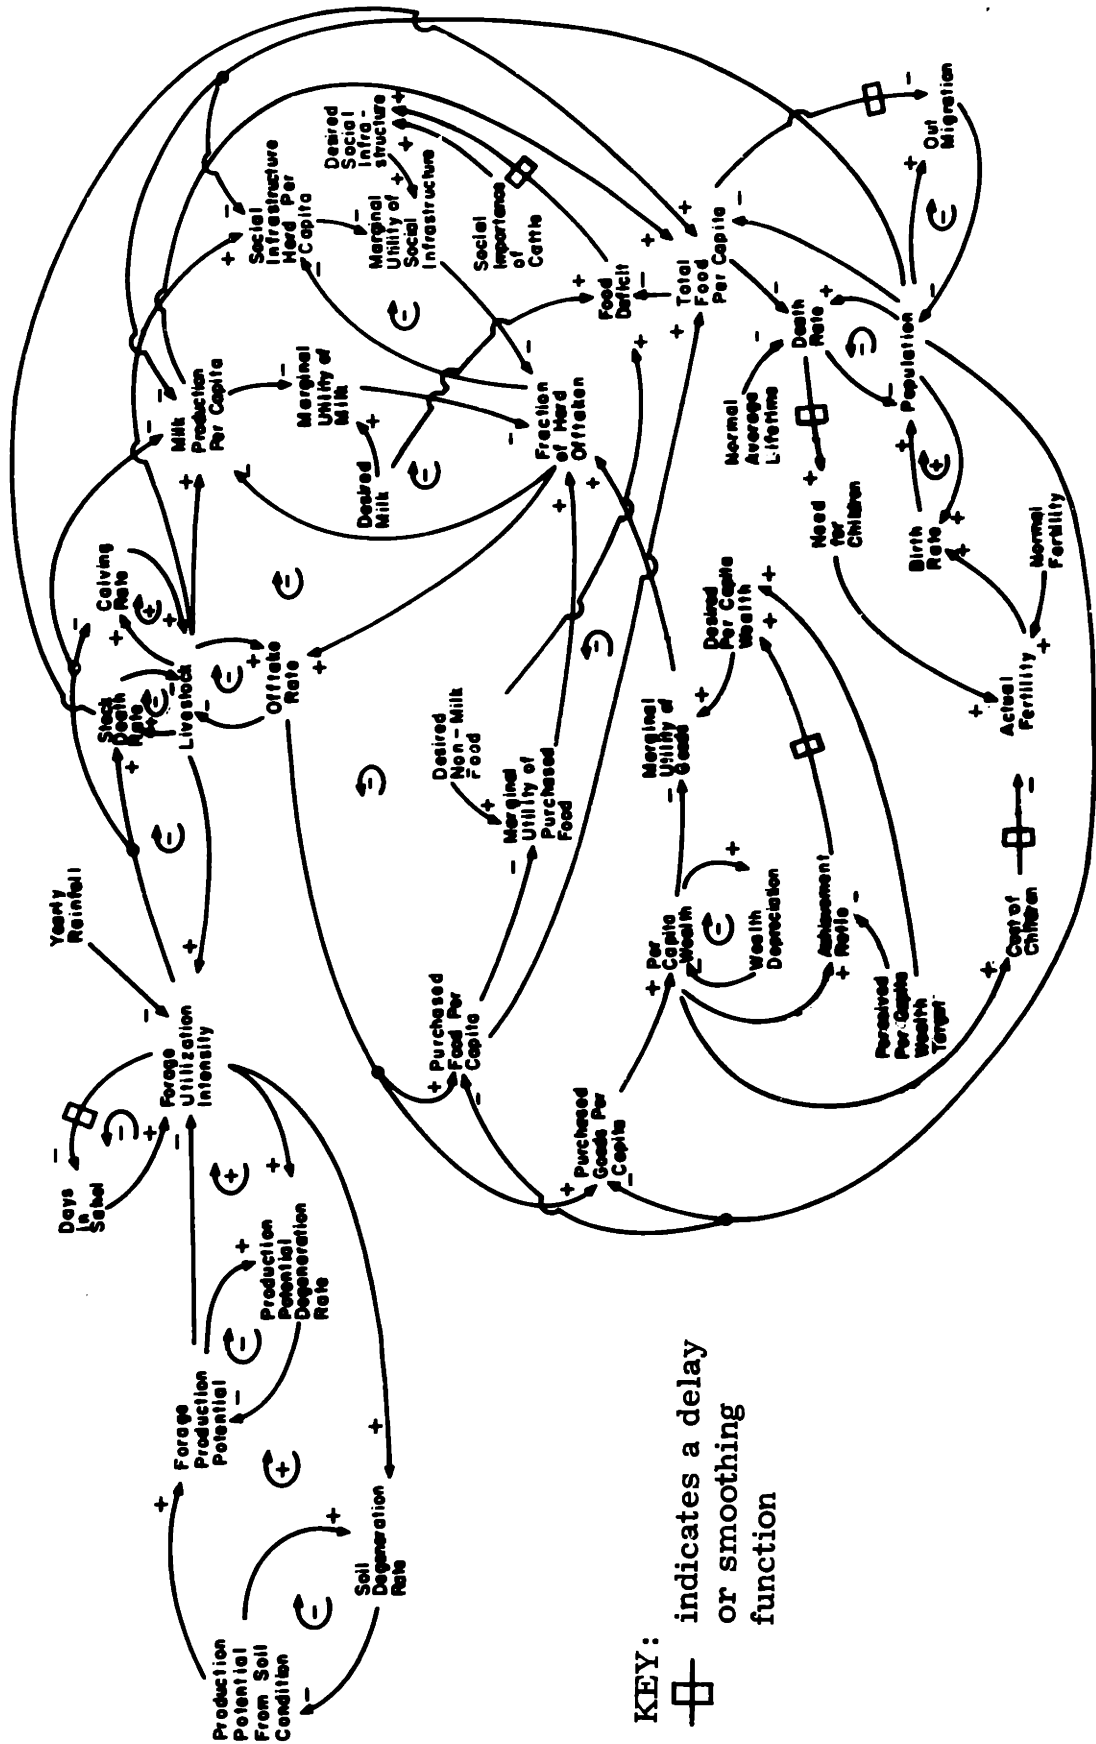 Production
Potential
From Soil
Condition
Forage
Production
Potential
Soil
Degeneration
Rate
Production
Potential
Degeneration
Rate
Days
in
Sahel
Forage
Utilization
Intensity
Yearly
Rainfall
Stock
Death
Rate
Calving
Rate
Livestock
Offtake
Rate
Milk
Production
Per Capita
Social
Infrastructure
Herd Per
Capita
Desired
Social
Infra-
structure
Marginal
Utility of
Social
Infrastructure
Marginal
Utility of
Milk
Desired
Milk
Social
Importance
of
Cattle
Fraction
of Herd
Offtaken
Food
Deficit
Desired
Non-Milk
Food
Marginal
Utility of
Purchased
Food
Purchased
Food Per
Capita
Total
Food
Per Capita
Purchased
Goods Per
Capita
Per
Capita
Wealth
Marginal
Utility of
Goods
Desired
Per Capita
Wealth
Wealth
Depreciation
Achievement
Ratio
Perceived
Per Capita
Wealth
Target
Normal
Average
Lifetime
Death
Rate
Need
for
Children
Population
Out
Migration
Birth
Rate
Actual
Fertility
Normal
Fertility
Cost of
Children
KEY:
indicates a delay
or smoothing
function